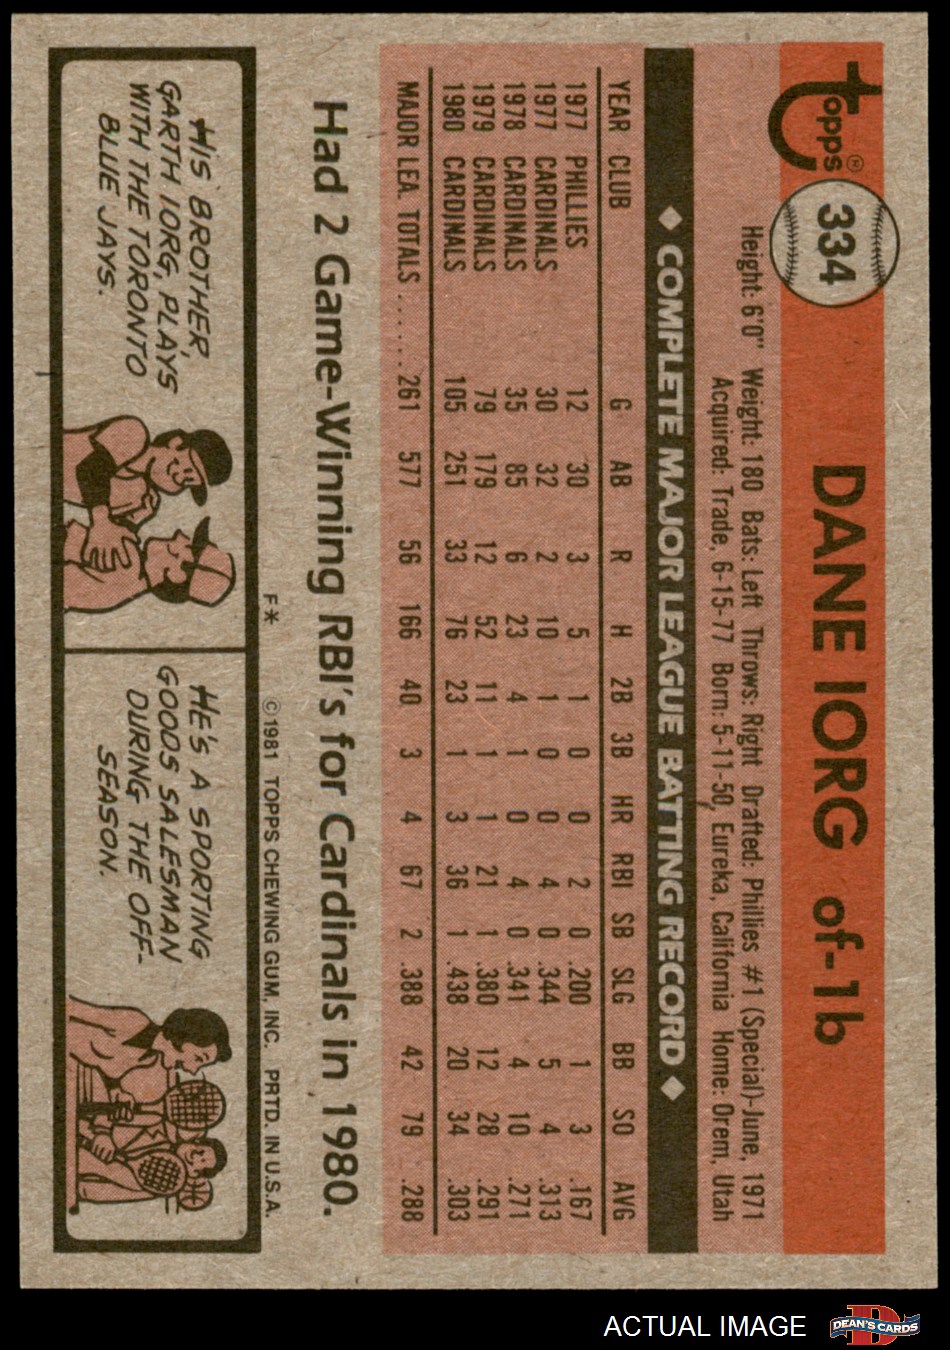 Topps®
334
DANE IORG of-1b
Height: 6'0" Weight: 180 Bats: Left Throws: Right Drafted: Phillies #1 (Special)-June, 1971
Acquired: Trade, 6-15-77 Born: 5-11-50, Eureka, California Home: Orem, Utah
◆ COMPLETE MAJOR LEAGUE BATTING RECORD ◆
YEAR CLUB G AB R H 2B 3B HR RBI SB SLG BB SO AVG
1977 PHILLIES 12 30 3 5 1 0 0 2 0 .200 1 3 .167
1977 CARDINALS 30 32 2 10 1 0 0 4 0 .344 5 4 .313
1978 CARDINALS 35 85 6 23 4 1 0 4 0 .341 4 10 .271
1979 CARDINALS 79 179 12 52 11 1 1 21 1 .380 12 28 .291
1980 CARDINALS 105 251 33 76 23 1 3 36 1 .438 20 34 .303
MAJOR LEA. TOTALS...... 261 577 56 166 40 3 4 67 2 .388 42 79 .288
Had 2 Game-Winning RBI's for Cardinals in 1980.
F* ©1981 TOPPS CHEWING GUM, INC. PRTD. IN U.S.A.
HIS BROTHER
GARTH IORG, PLAYS
WITH THE TORONTO
BLUE JAYS.
HE'S A SPORTING
GOODS SALESMAN
DURING THE OFF-
SEASON.
ACTUAL IMAGE
D
DEAN'S CARDS